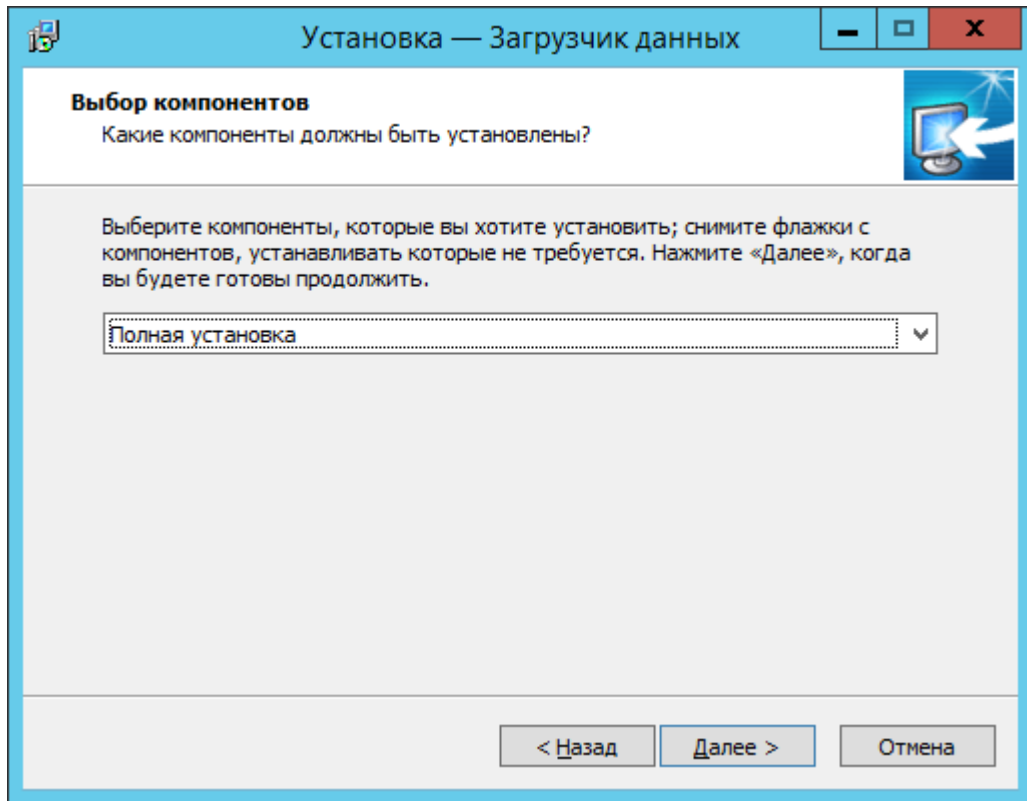 Установка — Загрузчик данных
Выбор компонентов
Какие компоненты должны быть установлены?
Выберите компоненты, которые вы хотите установить; снимите флажки с
компонентов, устанавливать которые не требуется. Нажмите «Далее», когда
вы будете готовы продолжить.
Полная установка
< Назад Далее > Отмена